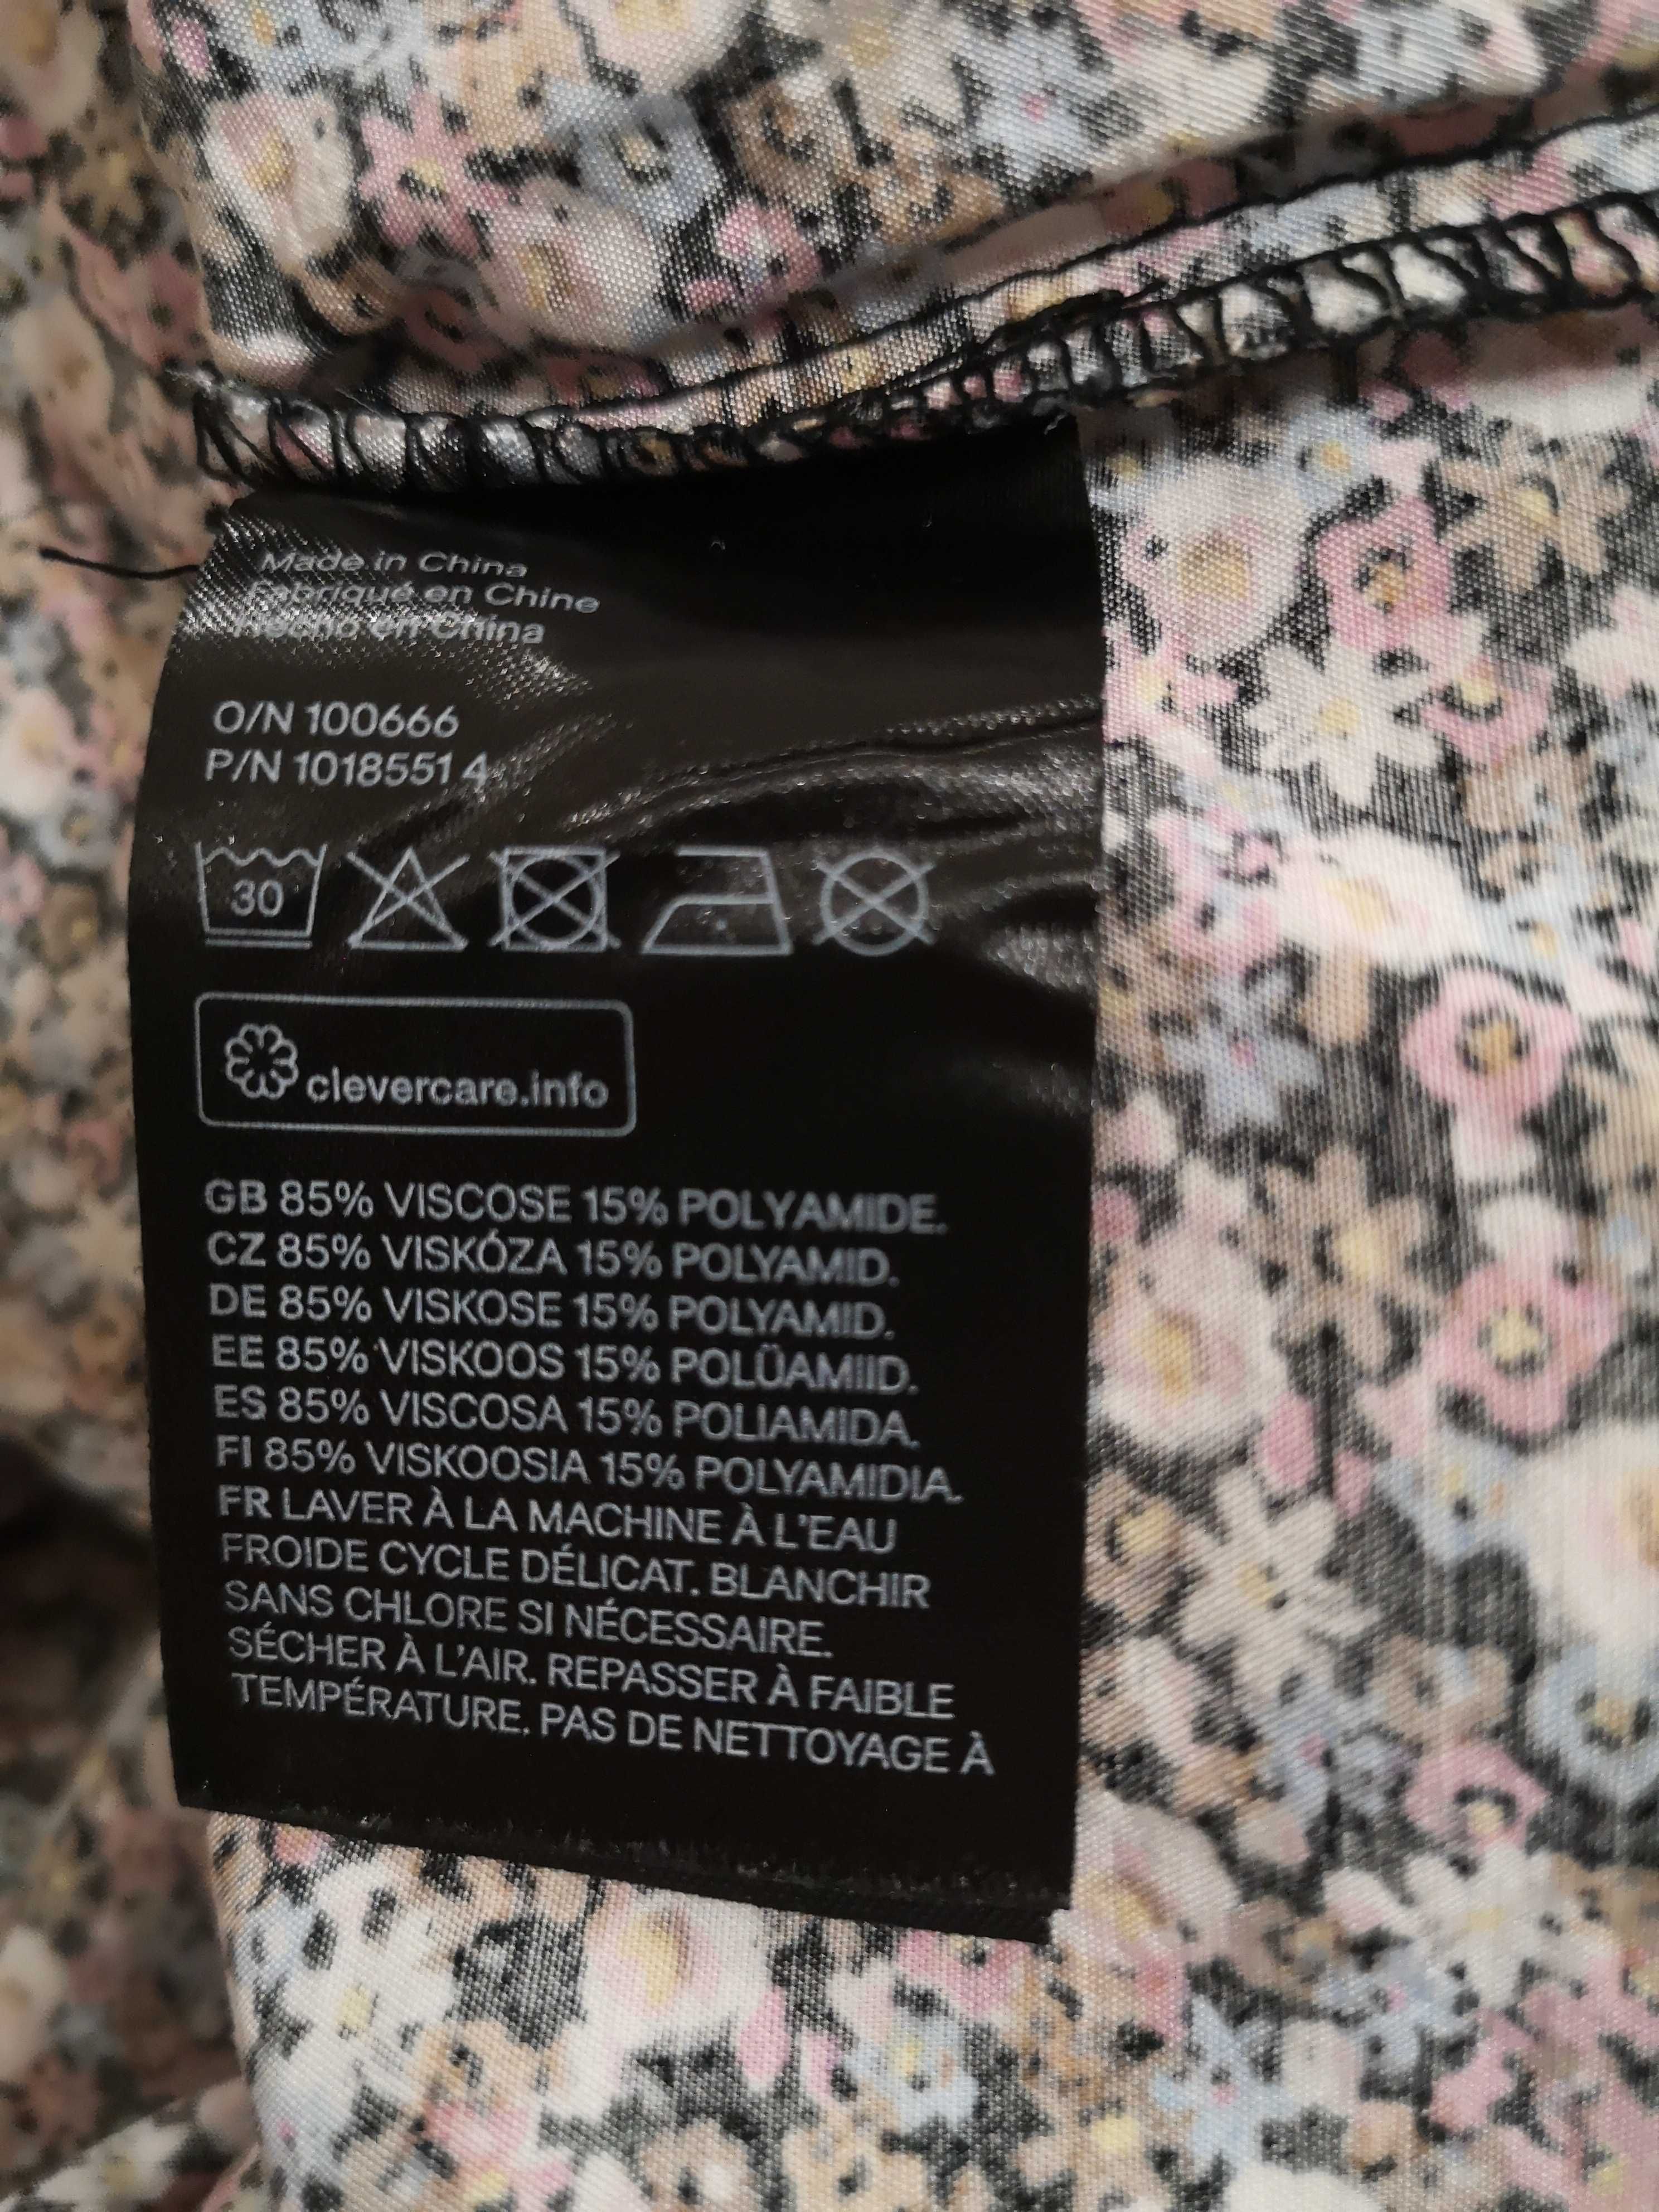 Made in China
Fabriqué en Chine
Hecho en China
O/N 100666
P/N 10185514
30
clevercare.info
GB 85% VISCOSE 15% POLYAMIDE.
CZ 85% VISKÓZA 15% POLYAMID.
DE 85% VISKOSE 15% POLYAMID.
EE 85% VISKOOS 15% POLÜAMIID.
ES 85% VISCOSA 15% POLIAMIDA.
FI 85% VISKOOSIA 15% POLYAMIDIA.
FR LAVER À LA MACHINE À L'EAU
FROIDE CYCLE DÉLICAT. BLANCHIR
SANS CHLORE SI NÉCESSAIRE.
SÉCHER À L'AIR. REPASSER À FAIBLE
TEMPÉRATURE. PAS DE NETTOYAGE À